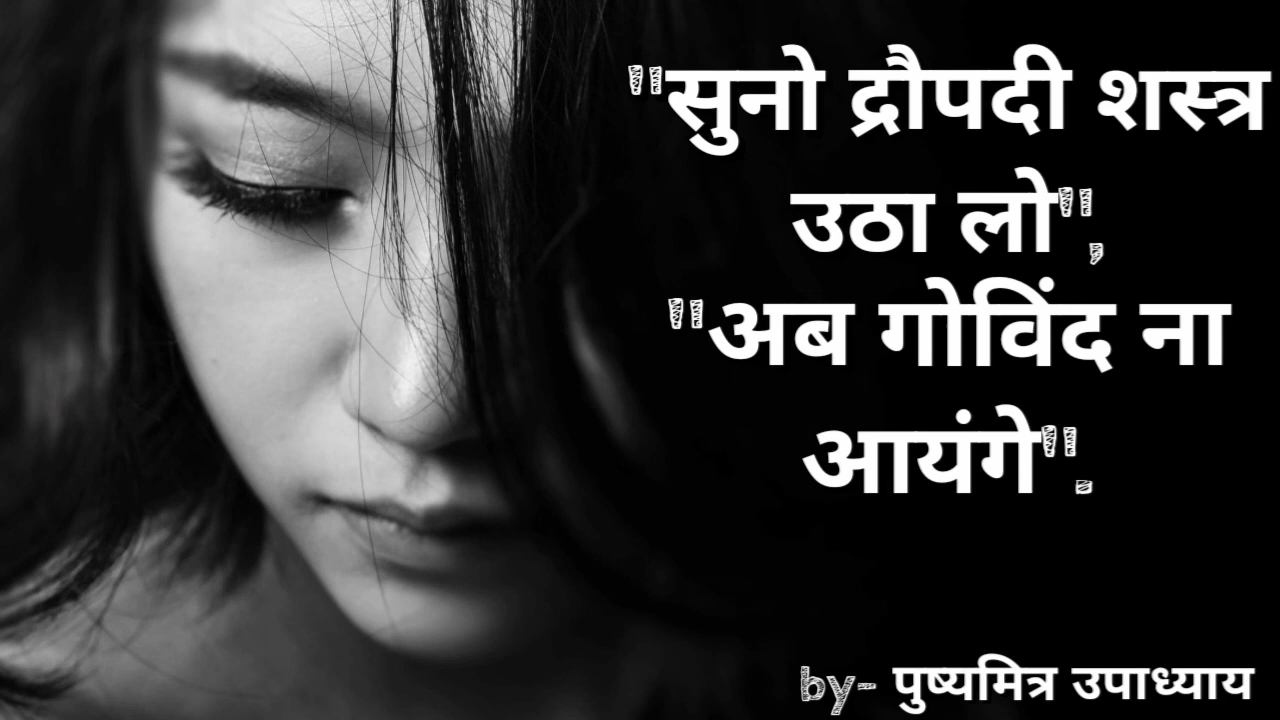 "सुनो द्रौपदी शस्त्र
उठा लो",
"अब गोविंद ना
आयंगे".
by- पुष्यमित्र उपाध्याय